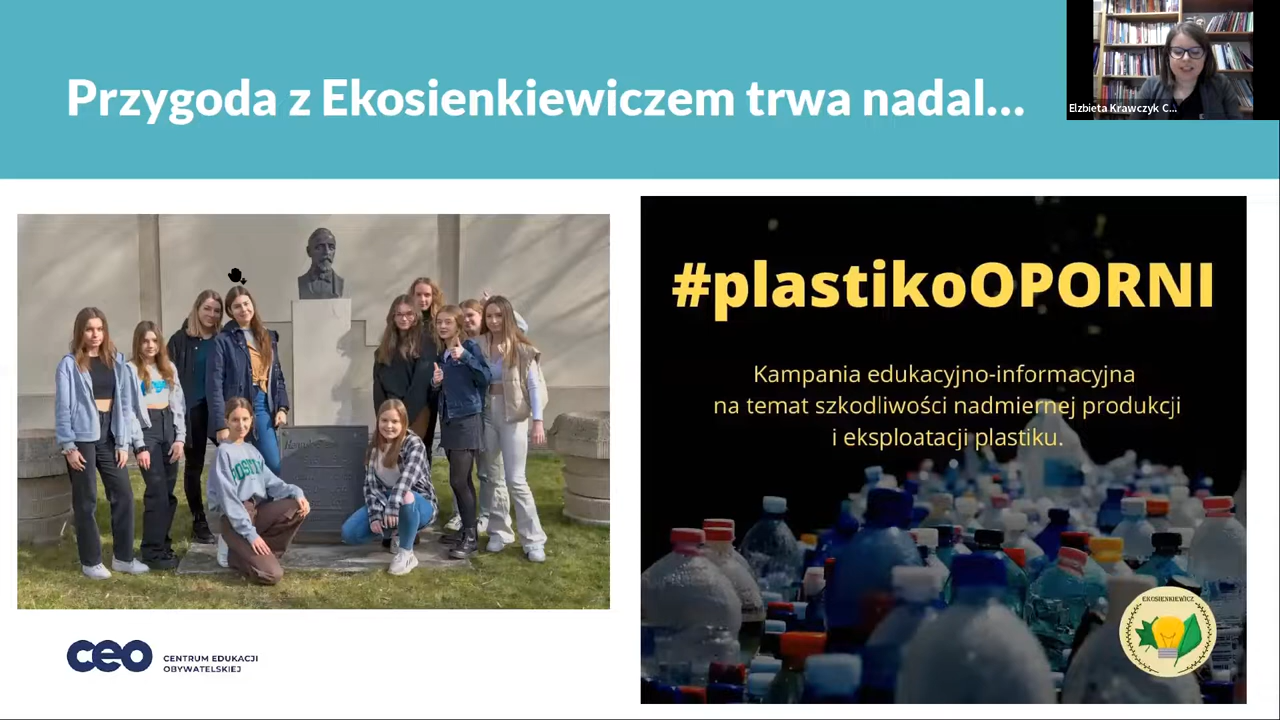 Przygoda z Ekosienkiewiczem trwa nadal...
Elzbieta Krawczyk C...
#plastikoOPORNI
Kampania edukacyjno-informacyjna
na temat szkodliwości nadmiernej produkcji
i eksploatacji plastiku.
EKOSIENKIEWICZ
ceo
CENTRUM EDUKACJI
OBYWATELSKIEJ